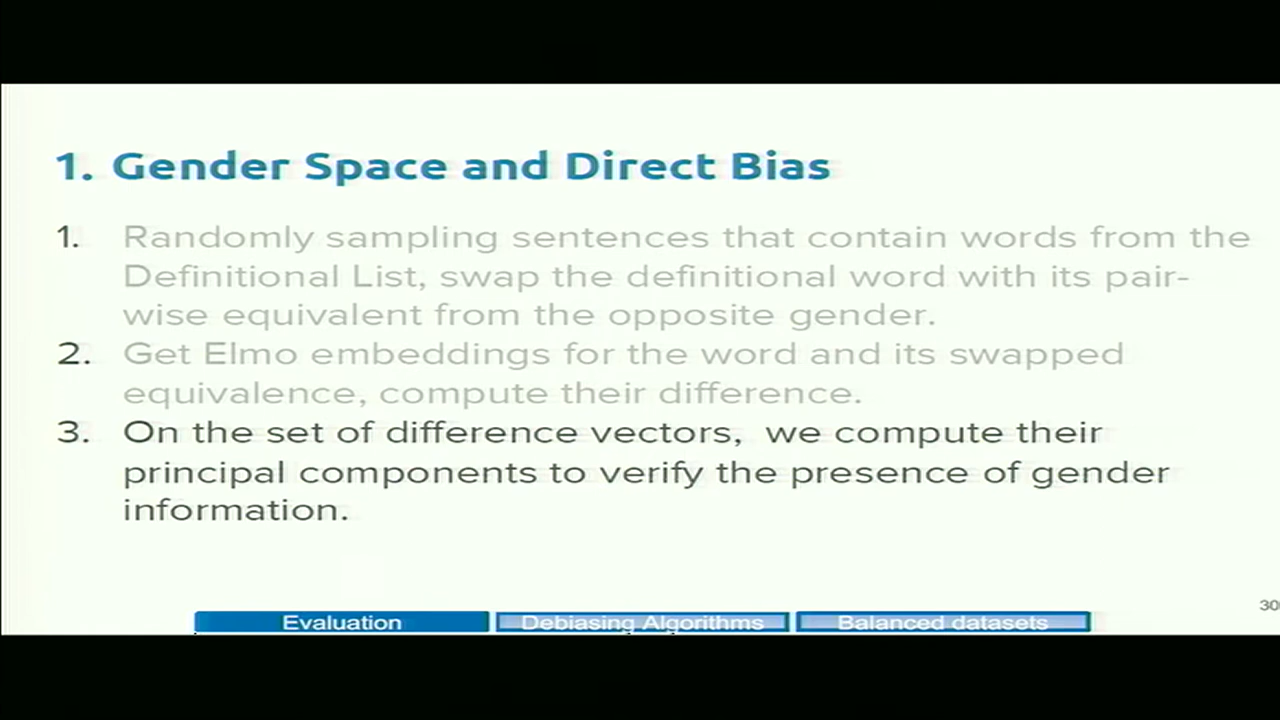 1. Gender Space and Direct Bias
1. Randomly sampling sentences that contain words from the
Definitional List, swap the definitional word with its pair-
wise equivalent from the opposite gender.
2. Get Elmo embeddings for the word and its swapped
equivalence, compute their difference.
3. On the set of difference vectors, we compute their
principal components to verify the presence of gender
information.
30
Evaluation Debiasing Algorithms Balanced datasets